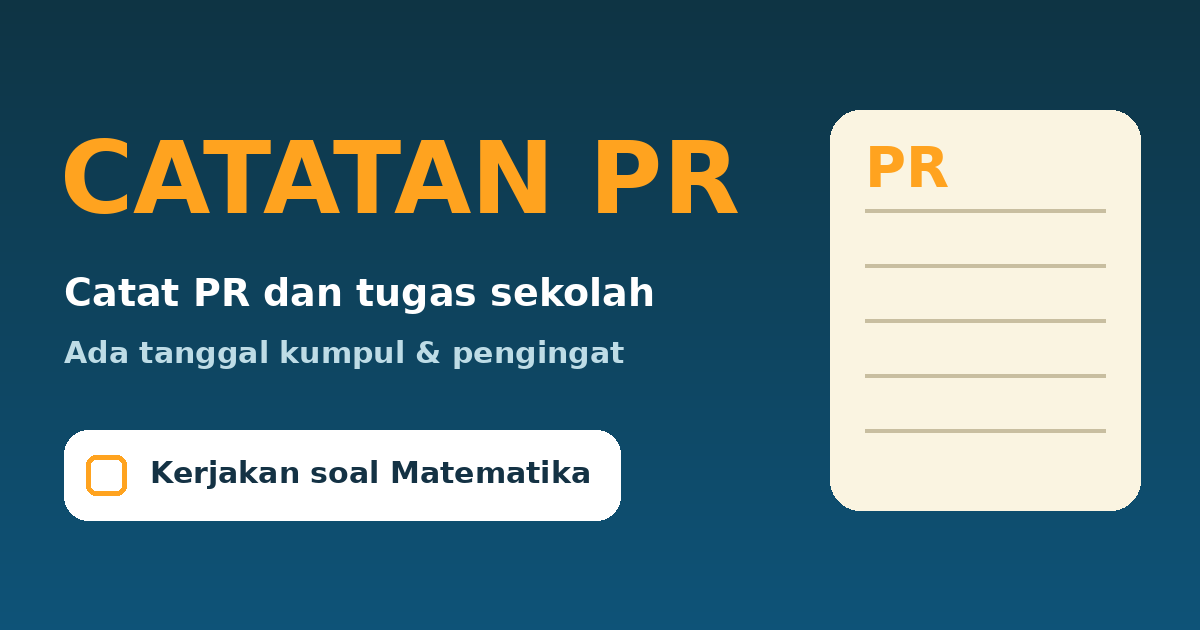 CATATAN PR
Catat PR dan tugas sekolah
Ada tanggal kumpul & pengingat
Kerjakan soal Matematika
PR